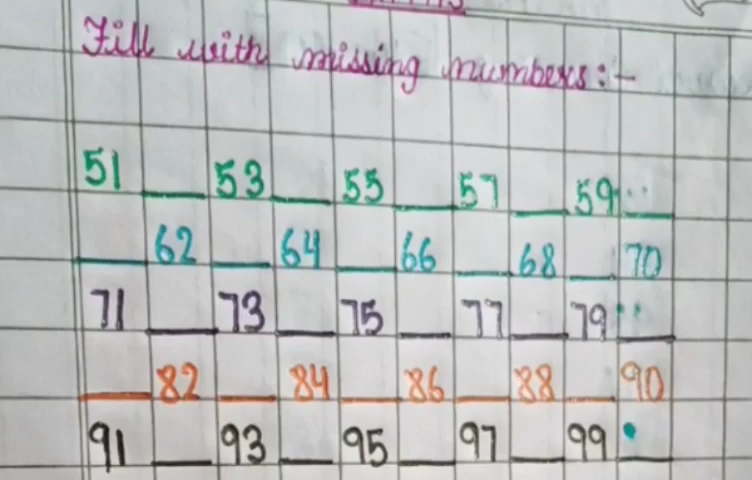 Fill with missing numbers:-
51 __ 53 __ 55 __ 57 __ 59 __
__ 62 __ 64 __ 66 __ 68 __ 70
71 __ 73 __ 75 __ 77 __ 79 __
__ 82 __ 84 __ 86 __ 88 __ 90
91 __ 93 __ 95 __ 97 __ 99 __